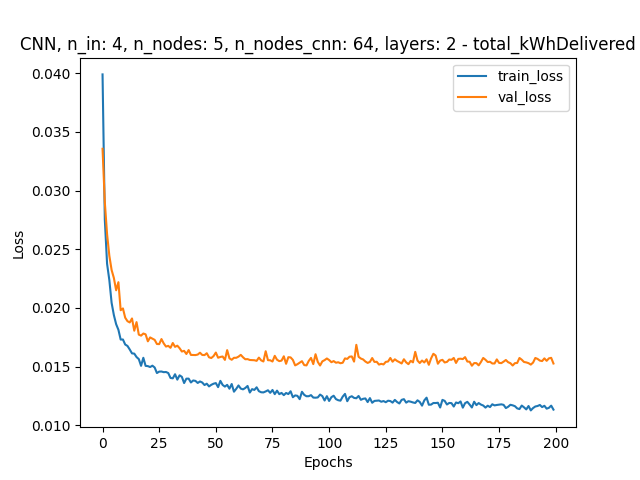 CNN, n_in: 4, n_nodes: 5, n_nodes_cnn: 64, layers: 2 - total_kWhDelivered
train_loss
val_loss
0.040
0.035
0.030
0.025
0.020
0.015
0.010
Loss
0 25 50 75 100 125 150 175 200
Epochs